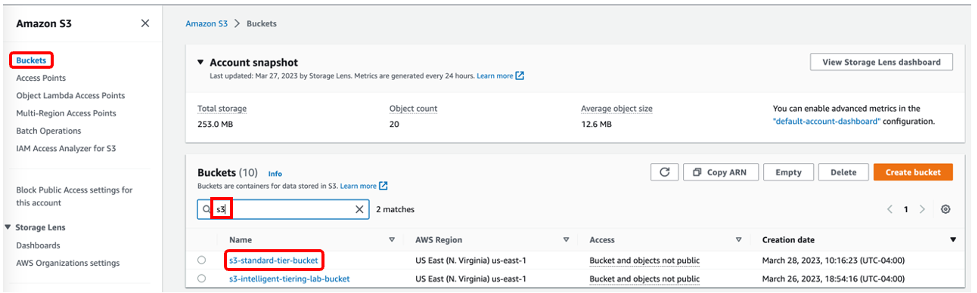 Amazon S3
Buckets
Access Points
Object Lambda Access Points
Multi-Region Access Points
Batch Operations
IAM Access Analyzer for S3
Block Public Access settings for
this account
Storage Lens
Dashboards
AWS Organizations settings
Amazon S3 > Buckets
Account snapshot
Last updated: Mar 27, 2023 by Storage Lens. Metrics are generated every 24 hours. Learn more
View Storage Lens dashboard
Total storage
253.0 MB
Object count
20
Average object size
12.6 MB
You can enable advanced metrics in the
"default-account-dashboard" configuration.
Buckets (10) Info
Buckets are containers for data stored in S3. Learn more
Copy ARN
Empty
Delete
Create bucket
s3
2 matches
1
Name AWS Region Access Creation date
s3-standard-tier-bucket US East (N. Virginia) us-east-1 Bucket and objects not public March 28, 2023, 10:16:23 (UTC-04:00)
s3-intelligent-tiering-lab-bucket US East (N. Virginia) us-east-1 Bucket and objects not public March 26, 2023, 18:54:16 (UTC-04:00)